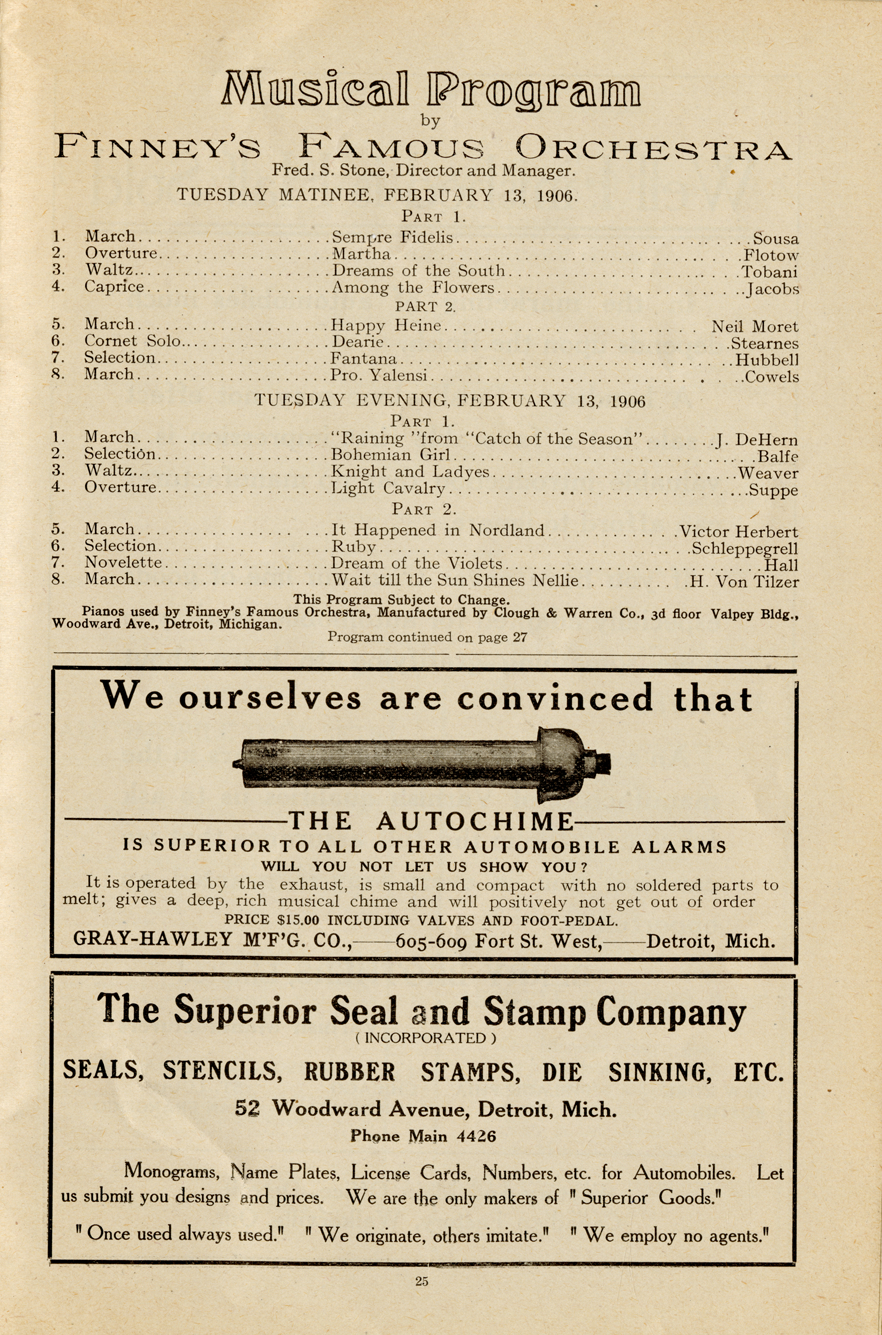 Musical Program
by
FINNEY'S FAMOUS ORCHESTRA
Fred. S. Stone, Director and Manager.
TUESDAY MATINEE, FEBRUARY 13, 1906.
PART 1.
1. March....................Sempre Fidelis..............................Sousa
2. Overture....................Martha..............................Flotow
3. Waltz....................Dreams of the South..............................Tobani
4. Caprice....................Among the Flowers..............................Jacobs
PART 2.
5. March....................Happy Heine.............................. Neil Moret
6. Cornet Solo....................Dearie..............................Stearnes
7. Selection....................Fantana..............................Hubbell
8. March....................Pro. Yalensi..............................Cowels
TUESDAY EVENING, FEBRUARY 13, 1906
PART 1.
1. March...................."Raining "from "Catch of the Season"........J. DeHern
2. Selection....................Bohemian Girl..............................Balfe
3. Waltz....................Knight and Ladyes..............................Weaver
4. Overture....................Light Cavalry..............................Suppe
PART 2.
5. March....................It Happened in Nordland..............Victor Herbert
6. Selection....................Ruby..............................Schleppegrell
7. Novelette....................Dream of the Violets..............................Hall
8. March....................Wait till the Sun Shines Nellie..........H. Von Tilzer
This Program Subject to Change.
Pianos used by Finney's Famous Orchestra, Manufactured by Clough & Warren Co., 3d floor Valpey Bldg.,
Woodward Ave., Detroit, Michigan.
Program continued on page 27
We ourselves are convinced that
THE AUTOCHIME
IS SUPERIOR TO ALL OTHER AUTOMOBILE ALARMS
WILL YOU NOT LET US SHOW YOU?
It is operated by the exhaust, is small and compact with no soldered parts to
melt; gives a deep, rich musical chime and will positively not get out of order
PRICE $15.00 INCLUDING VALVES AND FOOT-PEDAL.
GRAY-HAWLEY M'F'G. CO.,——605-609 Fort St. West,——Detroit, Mich.
The Superior Seal and Stamp Company
( INCORPORATED )
SEALS, STENCILS, RUBBER STAMPS, DIE SINKING, ETC.
52 Woodward Avenue, Detroit, Mich.
Phone Main 4426
Monograms, Name Plates, License Cards, Numbers, etc. for Automobiles. Let
us submit you designs and prices. We are the only makers of " Superior Goods."
" Once used always used." " We originate, others imitate." " We employ no agents."
25